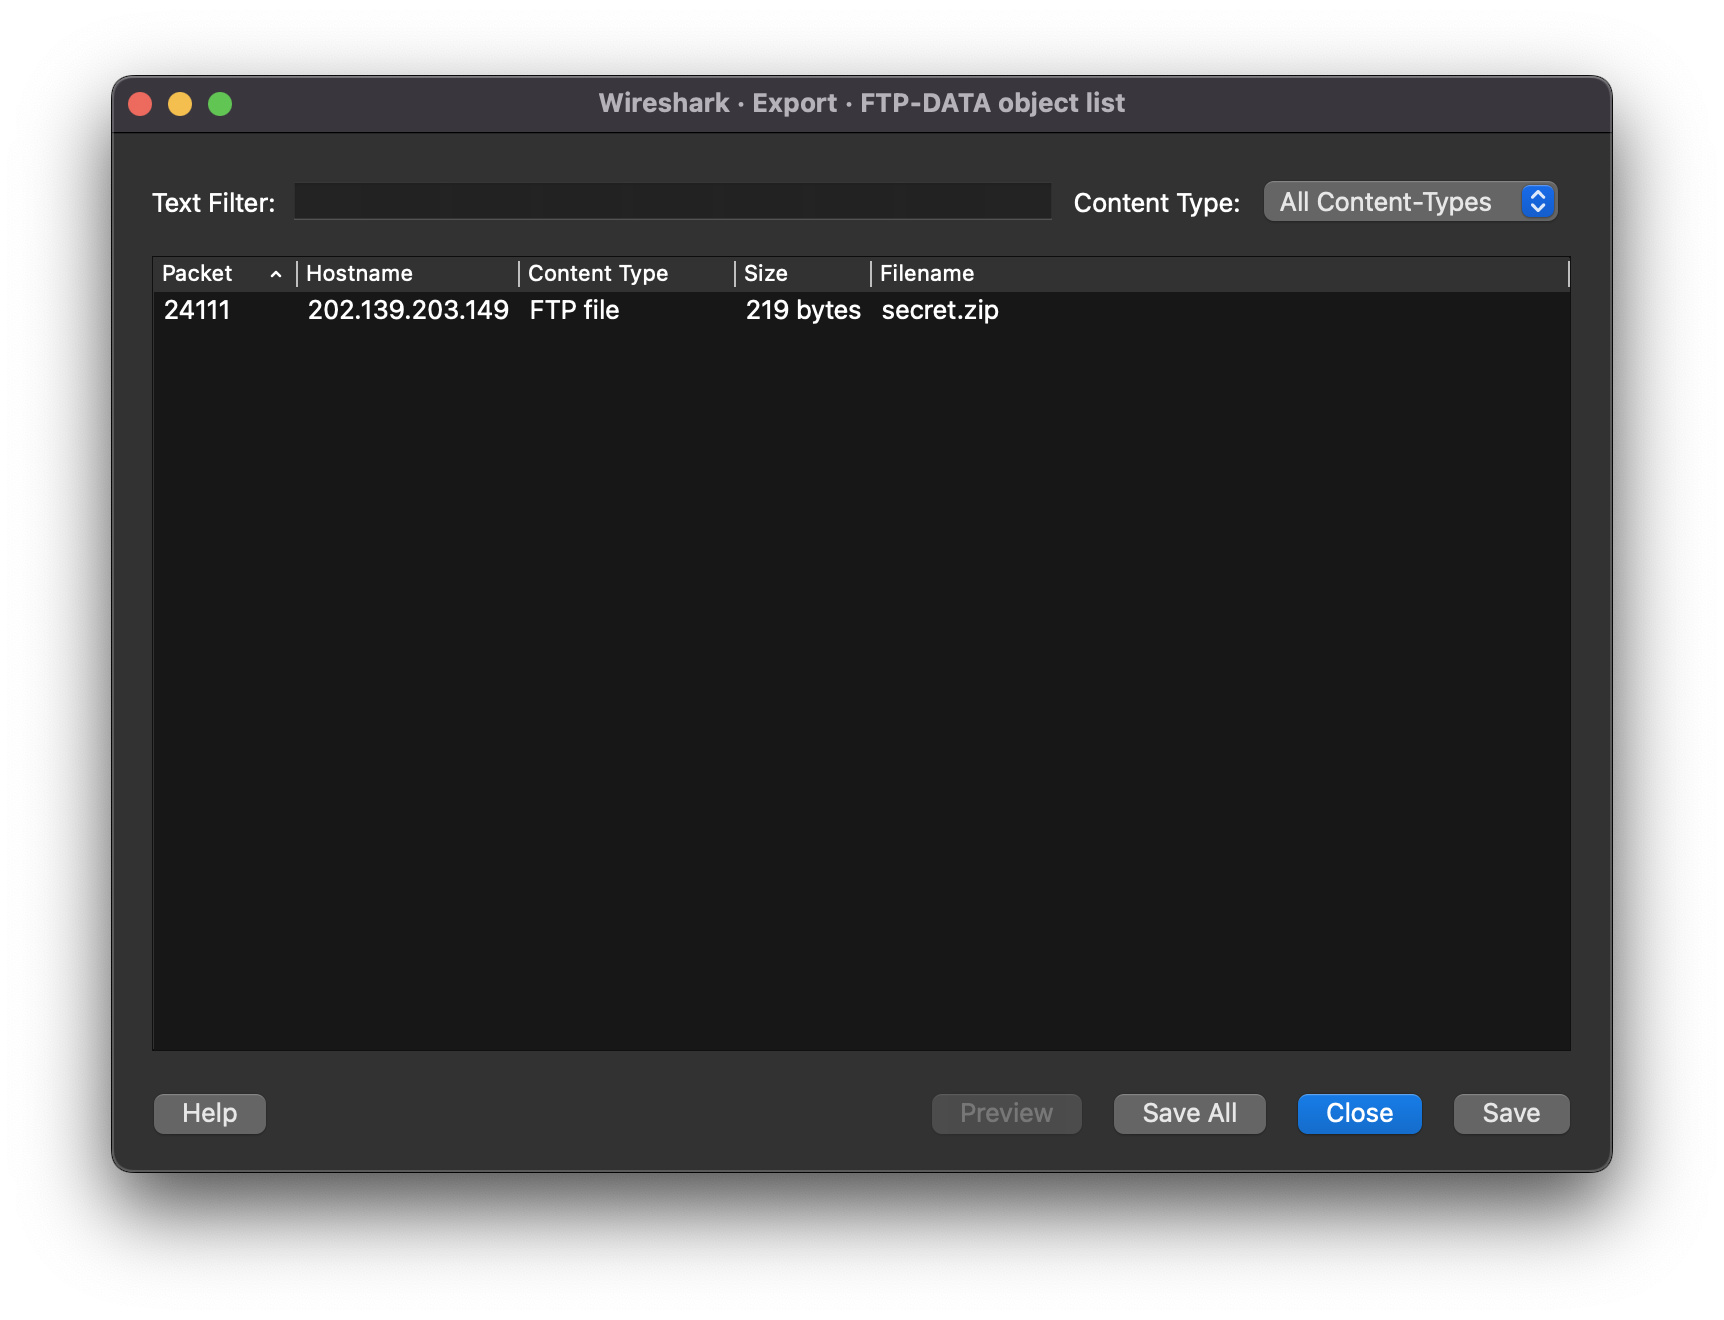 Wireshark · Export · FTP-DATA object list
Text Filter: Content Type: All Content-Types
Packet Hostname Content Type Size Filename
24111 202.139.203.149 FTP file 219 bytes secret.zip
Help Preview Save All Close Save